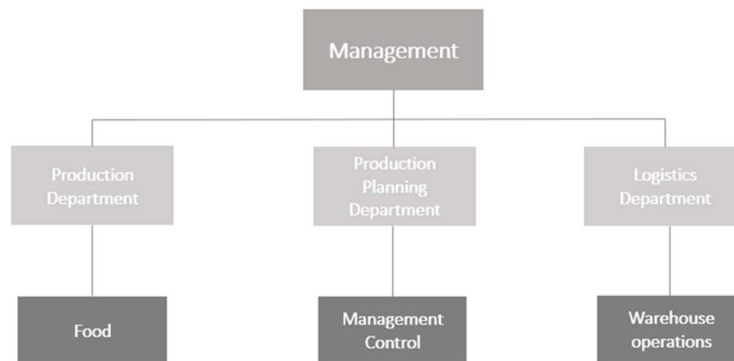 Management
Production
Department
Production
Planning
Department
Logistics
Department
Food
Management
Control
Warehouse
operations